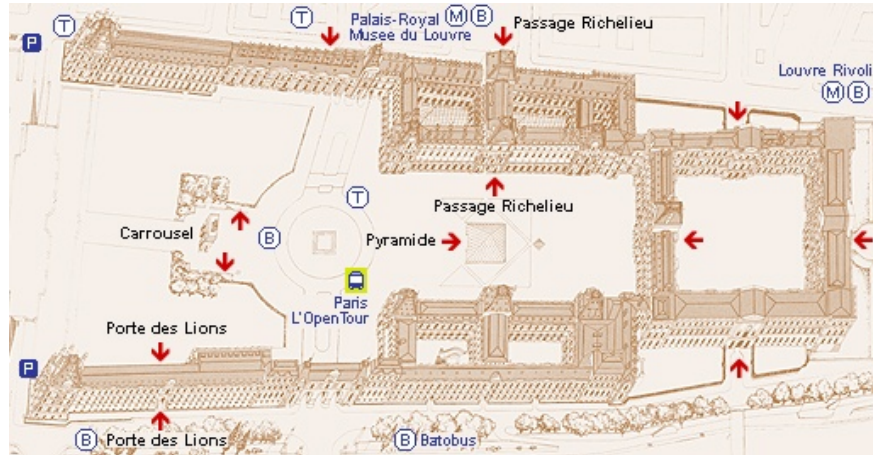 T
T
Palais-Royal M B
Musee du Louvre
Passage Richelieu
P
Louvre Rivoli
M B
T
Passage Richelieu
Carrousel
B
Pyramide
Paris
L'OpenTour
Porte des Lions
P
B Porte des Lions
B Batobus